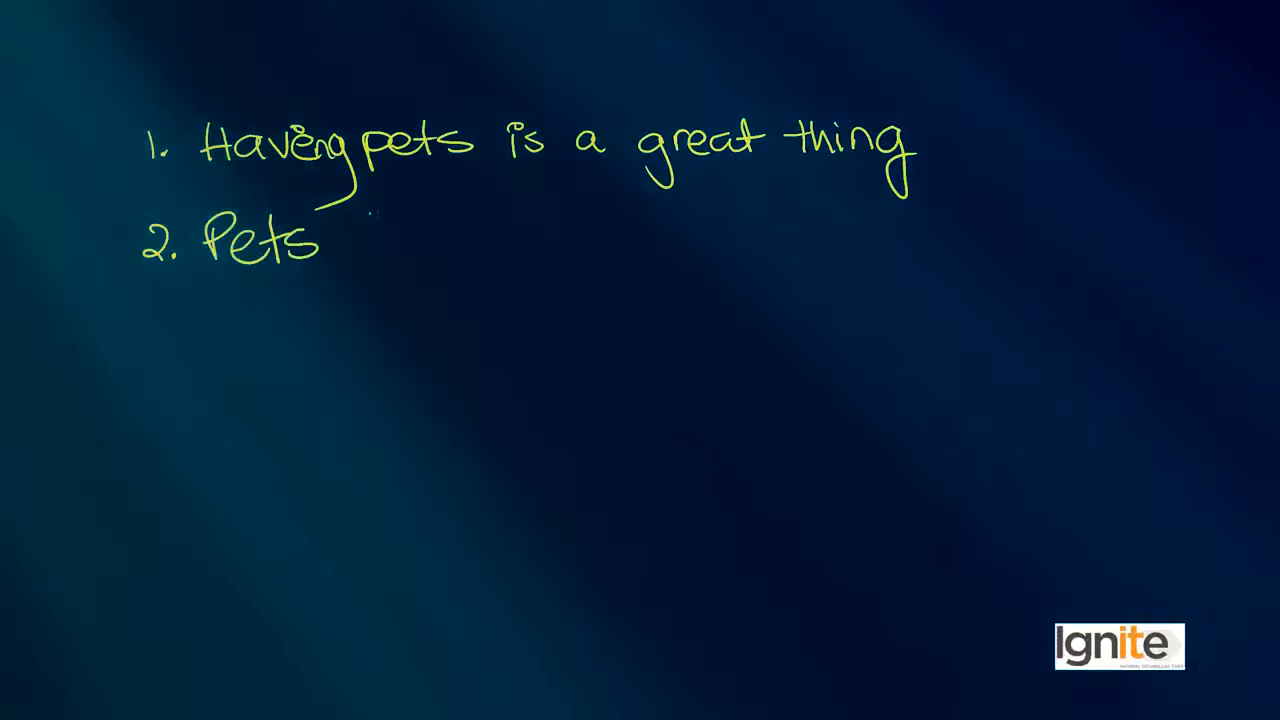 1. Having pets is a great thing
2. Pets
Ignite